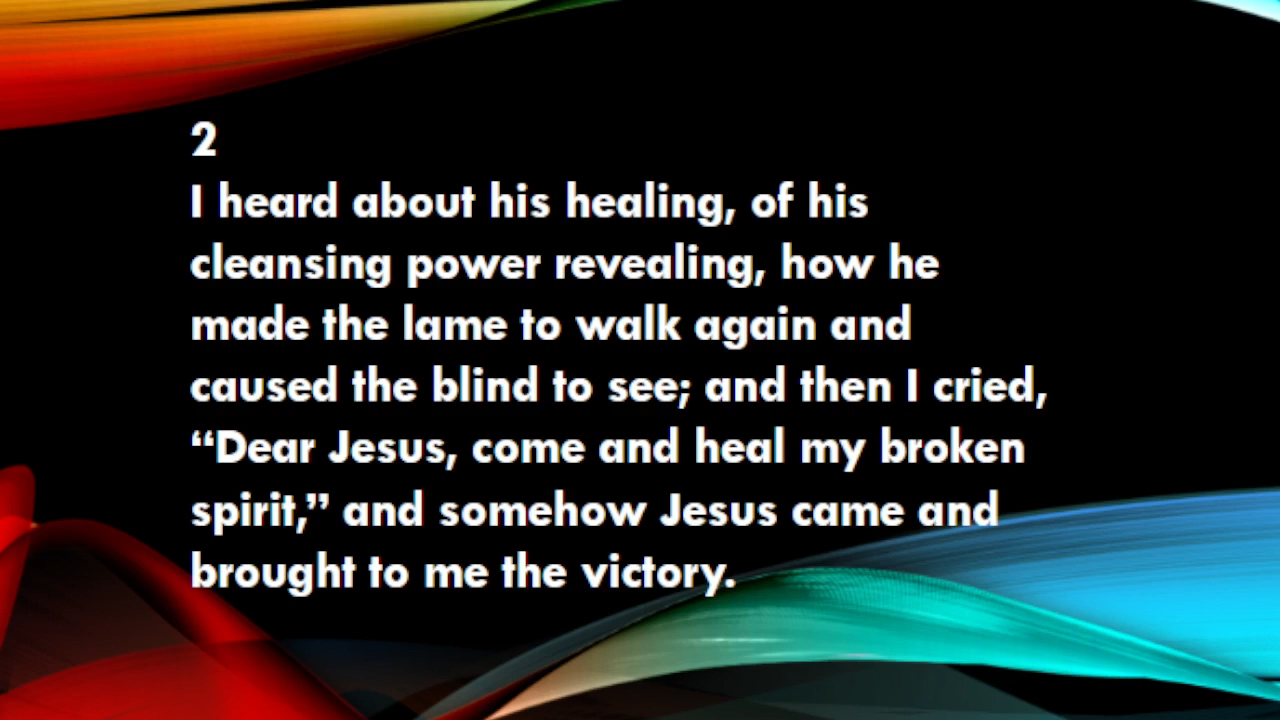 2
I heard about his healing, of his
cleansing power revealing, how he
made the lame to walk again and
caused the blind to see; and then I cried,
“Dear Jesus, come and heal my broken
spirit,” and somehow Jesus came and
brought to me the victory.